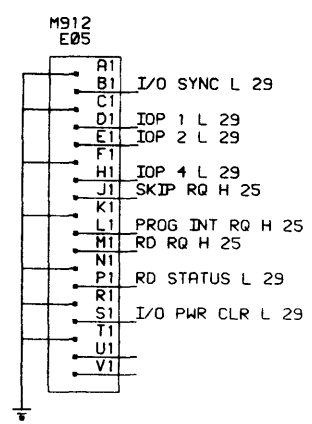 M912
E05
A1
B1 I/O SYNC L 29
C1
D1 IOP 1 L 29
E1 IOP 2 L 29
F1
H1 IOP 4 L 29
J1 SKIP RQ H 25
K1
L1 PROG INT RQ H 25
M1 RD RQ H 25
N1
P1 RD STATUS L 29
R1
S1 I/O PWR CLR L 29
T1
U1
V1